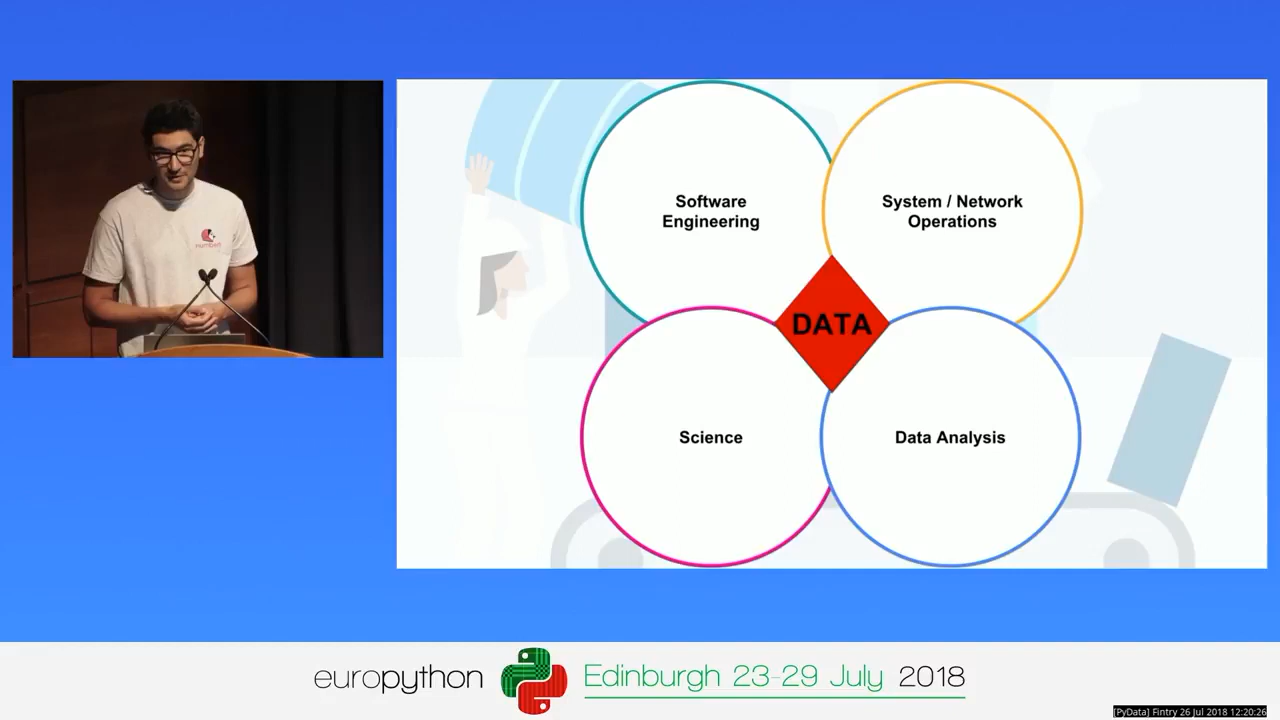 Software
Engineering
System / Network
Operations
DATA
Science
Data Analysis
europython
Edinburgh 23-29 July 2018
[PyData] Fintry 26 Jul 2018 12:20:26